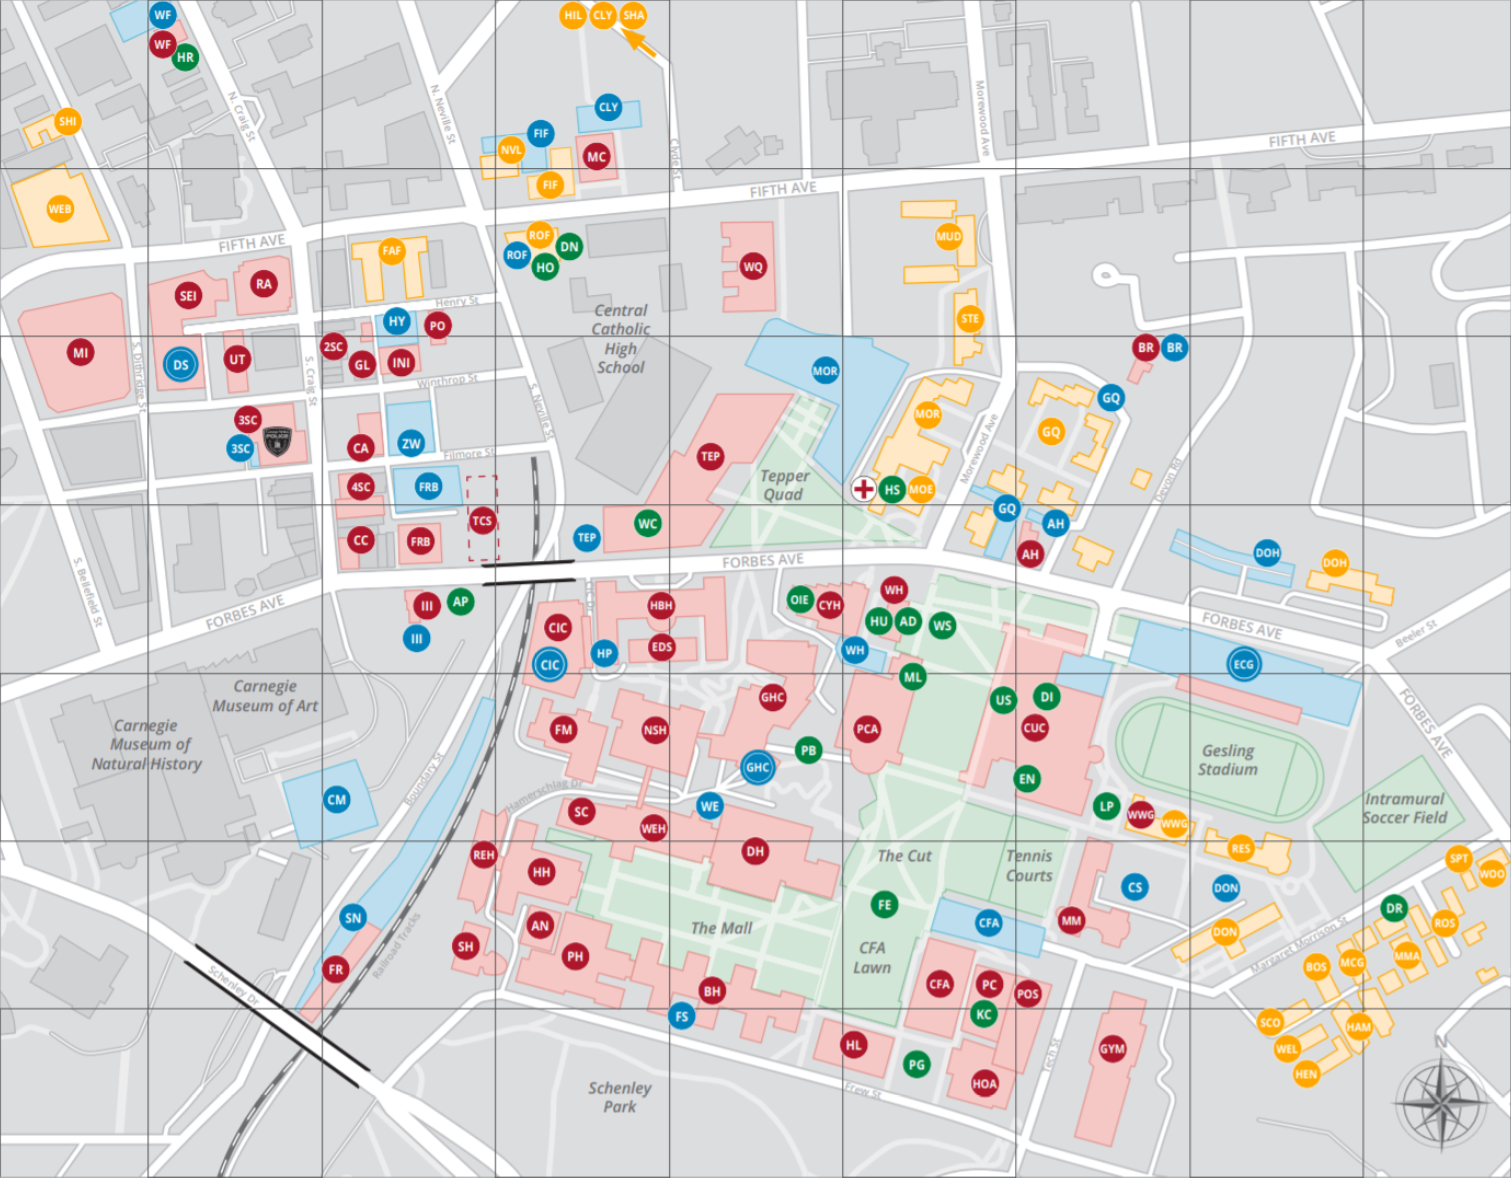 WF
HIL CLY SHA
WF
HR
N. Craig St
N. Neville St
CLY
Morewood Ave
SHI
FIF
NVL
MC
Clyde St
FIFTH AVE
FIF
FIFTH AVE
WEB
FIFTH AVE
FAF
ROF
DN
ROF
HO
MUD
WQ
SEI
RA
Henry St
HY
PO
Central
Catholic
High
School
STE
MI
S. Dithridge St
DS
UT
S. Craig St
2SC
GL
INI
Winthrop St
S. Neville St
MOR
BR
BR
GQ
3SC
3SC
POLICE
CA
ZW
Filmore St
TEP
MOR
Morewood Ave
GQ
Devon Rd
4SC
FRB
Tepper
Quad
HS
MOE
TCS
WC
TEP
GQ
AH
CC
FRB
AH
DOH
DOH
S. Bellefield St
FORBES AVE
FORBES AVE
III
AP
III
CIC Dr
HBH
OIE
CYH
WH
HU
AD
WS
FORBES AVE
Beeler St
CIC
EDS
HP
CIC
WH
ECG
ML
Carnegie
Museum of Art
GHC
US
DI
FORBES AVE
Carnegie
Museum of
Natural History
FM
NSH
PCA
CUC
PB
Gesling
Stadium
GHC
EN
Boundary St
Hamerschlag Dr
CM
SC
WE
LP
WWG
WWG
Intramural
Soccer Field
WEH
REH
HH
DH
The Cut
Tennis
Courts
RES
SPT
WOO
CS
DON
SN
FE
DR
AN
The Mall
CFA
MM
DON
ROS
Railroad Tracks
SH
PH
CFA
Lawn
Margaret Morrison St
BOS
MCG
MMA
FR
Schenley Dr
BH
CFA
PC
POS
FS
KC
SCO
HAM
HL
PG
Tech St
GYM
WEL
N
HEN
HOA
Schenley
Park
Frew St